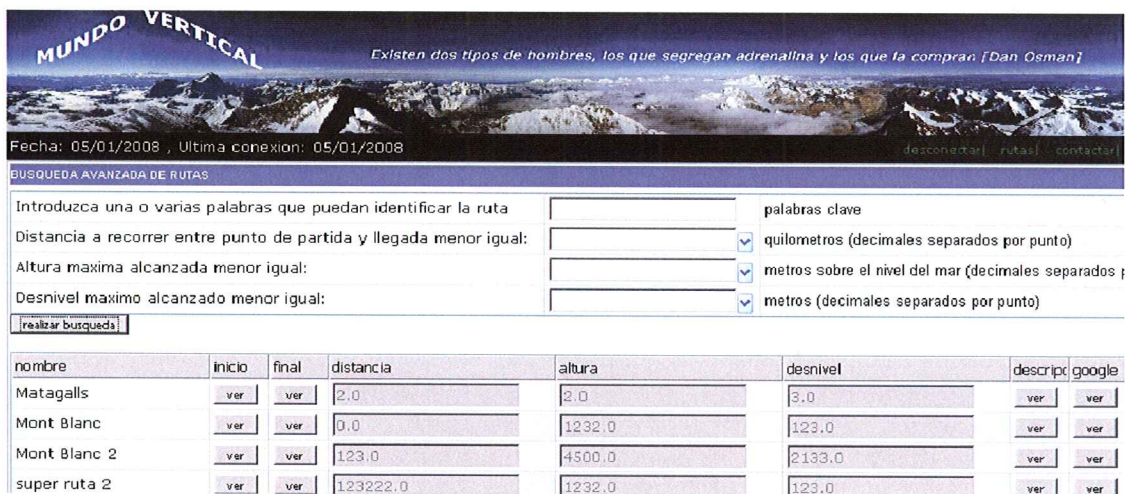 MUNDO VERTICAL
Existen dos tipos de hombres, los que segregan adrenalina y los que la compran [Dan Osman]
Fecha: 05/01/2008 , Ultima conexion: 05/01/2008
desconectar| rutas| contactar|
BUSQUEDA AVANZADA DE RUTAS
Introduzca una o varias palabras que puedan identificar la ruta palabras clave
Distancia a recorrer entre punto de partida y llegada menor igual: quilometros (decimales separados por punto)
Altura maxima alcanzada menor igual: metros sobre el nivel del mar (decimales separados p
Desnivel maximo alcanzado menor igual: metros (decimales separados por punto)
realizar busqueda
nombre inicio final distancia altura desnivel descripc google
Matagalls ver ver 2.0 2.0 3.0 ver ver
Mont Blanc ver ver 0.0 1232.0 123.0 ver ver
Mont Blanc 2 ver ver 123.0 4500.0 2133.0 ver ver
super ruta 2 ver ver 123222.0 1232.0 123.0 ver ver